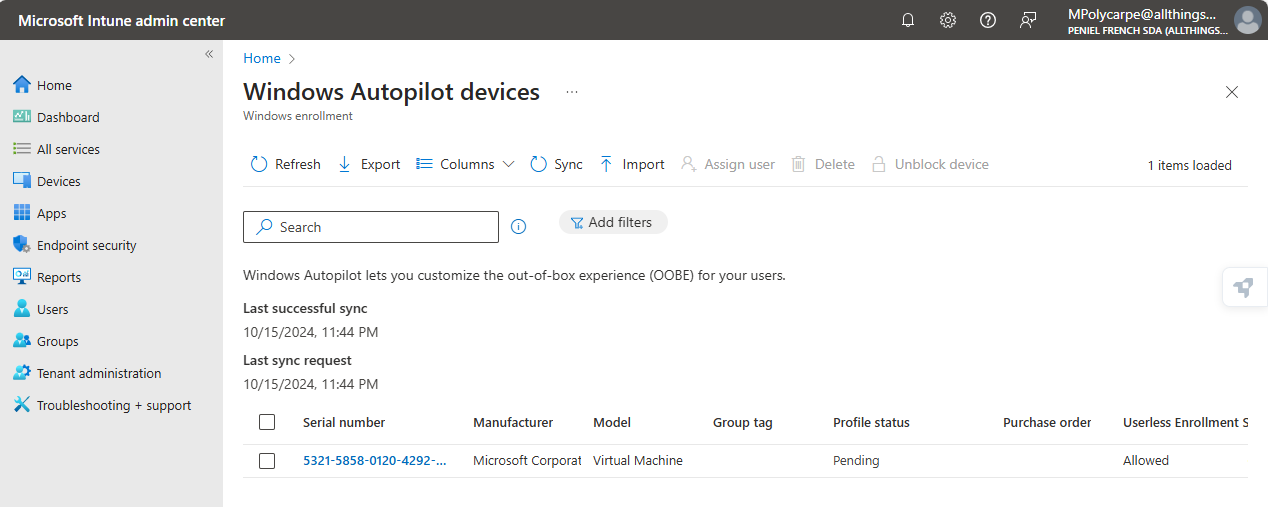 Microsoft Intune admin center
MPolycarpe@allthings...
PENIEL FRENCH SDA (ALLTHINGS...
«
Home
Dashboard
All services
Devices
Apps
Endpoint security
Reports
Users
Groups
Tenant administration
Troubleshooting + support
Home >
Windows Autopilot devices ...
Windows enrollment
Refresh Export Columns Sync Import Assign user Delete Unblock device 1 items loaded
Search Add filters
Windows Autopilot lets you customize the out-of-box experience (OOBE) for your users.
Last successful sync
10/15/2024, 11:44 PM
Last sync request
10/15/2024, 11:44 PM
Serial number Manufacturer Model Group tag Profile status Purchase order Userless Enrollment S
5321-5858-0120-4292-... Microsoft Corporat Virtual Machine Pending Allowed